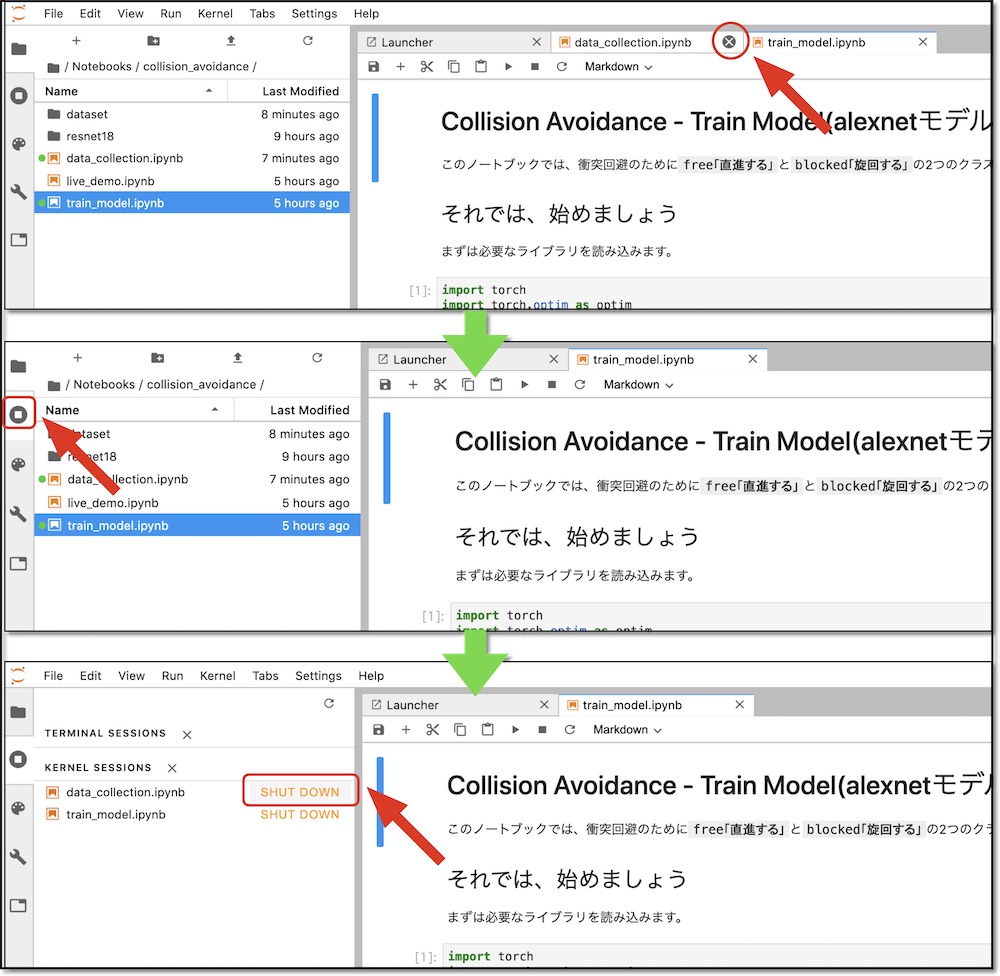 File Edit View Run Kernel Tabs Settings Help
Launcher data_collection.ipynb train_model.ipynb
Markdown
/ Notebooks / collision_avoidance /
Name Last Modified
dataset 8 minutes ago
resnet18 9 hours ago
data_collection.ipynb 7 minutes ago
live_demo.ipynb 5 hours ago
train_model.ipynb 5 hours ago
Collision Avoidance - Train Model(alexnetモデル
このノートブックでは、衝突回避のために free「直進する」 と blocked「旋回する」 の2つのクラス
それでは、始めましょう
まずは必要なライブラリを読み込みます。
[1]: import torch
import torch.optim as optim
Launcher train_model.ipynb
Markdown
/ Notebooks / collision_avoidance /
Name Last Modified
dataset 8 minutes ago
resnet18 9 hours ago
data_collection.ipynb 7 minutes ago
live_demo.ipynb 5 hours ago
train_model.ipynb 5 hours ago
Collision Avoidance - Train Model(alexnetモデ
このノートブックでは、衝突回避のために free「直進する」 と blocked「旋回する」 の2つの
それでは、始めましょう
まずは必要なライブラリを読み込みます。
[1]: import torch
import torch.optim as optim
File Edit View Run Kernel Tabs Settings Help
Launcher train_model.ipynb
Markdown
TERMINAL SESSIONS
KERNEL SESSIONS
data_collection.ipynb SHUT DOWN
train_model.ipynb SHUT DOWN
Collision Avoidance - Train Model(alexnetモデ
このノートブックでは、衝突回避のために free「直進する」 と blocked「旋回する」 の2つのクラ
それでは、始めましょう
まずは必要なライブラリを読み込みます。
[1]: import torch